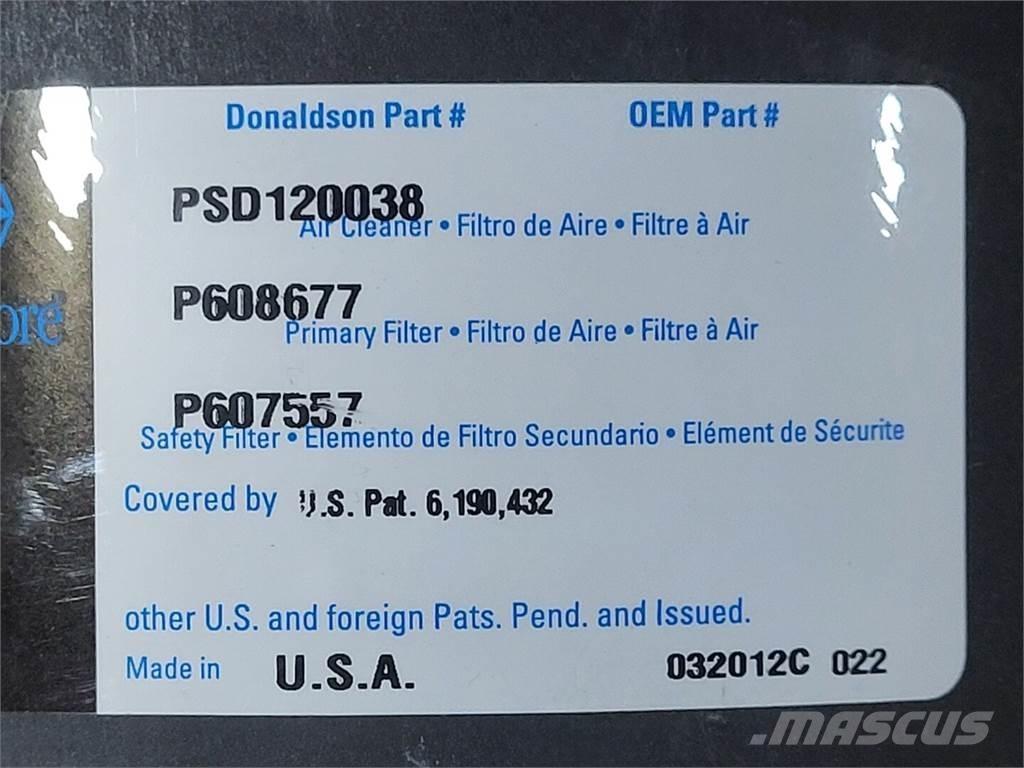 Donaldson Part # OEM Part #
PSD120038
Air Cleaner • Filtro de Aire • Filtre à Air
P608677
Primary Filter • Filtro de Aire • Filtre à Air
P607557
Safety Filter • Elemento de Filtro Secundario • Elément de Sécurite
Covered by U.S. Pat. 6,190,432
other U.S. and foreign Pats. Pend. and Issued.
Made in U.S.A. 032012C 022
MASCUS